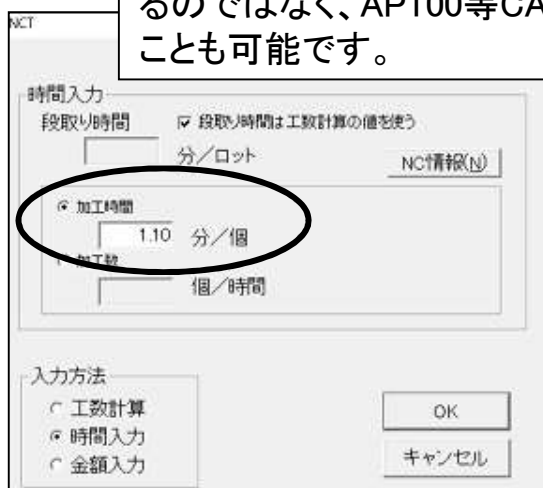 るのではなく、AP100等CA
ことも可能です。
NCT
時間入力
段取り時間
段取り時間は工数計算の値を使う
分/ロット
NC情報(N)
加工時間
1.10 分/個
加工数
個/時間
入力方法
工数計算
時間入力
金額入力
OK
キャンセル